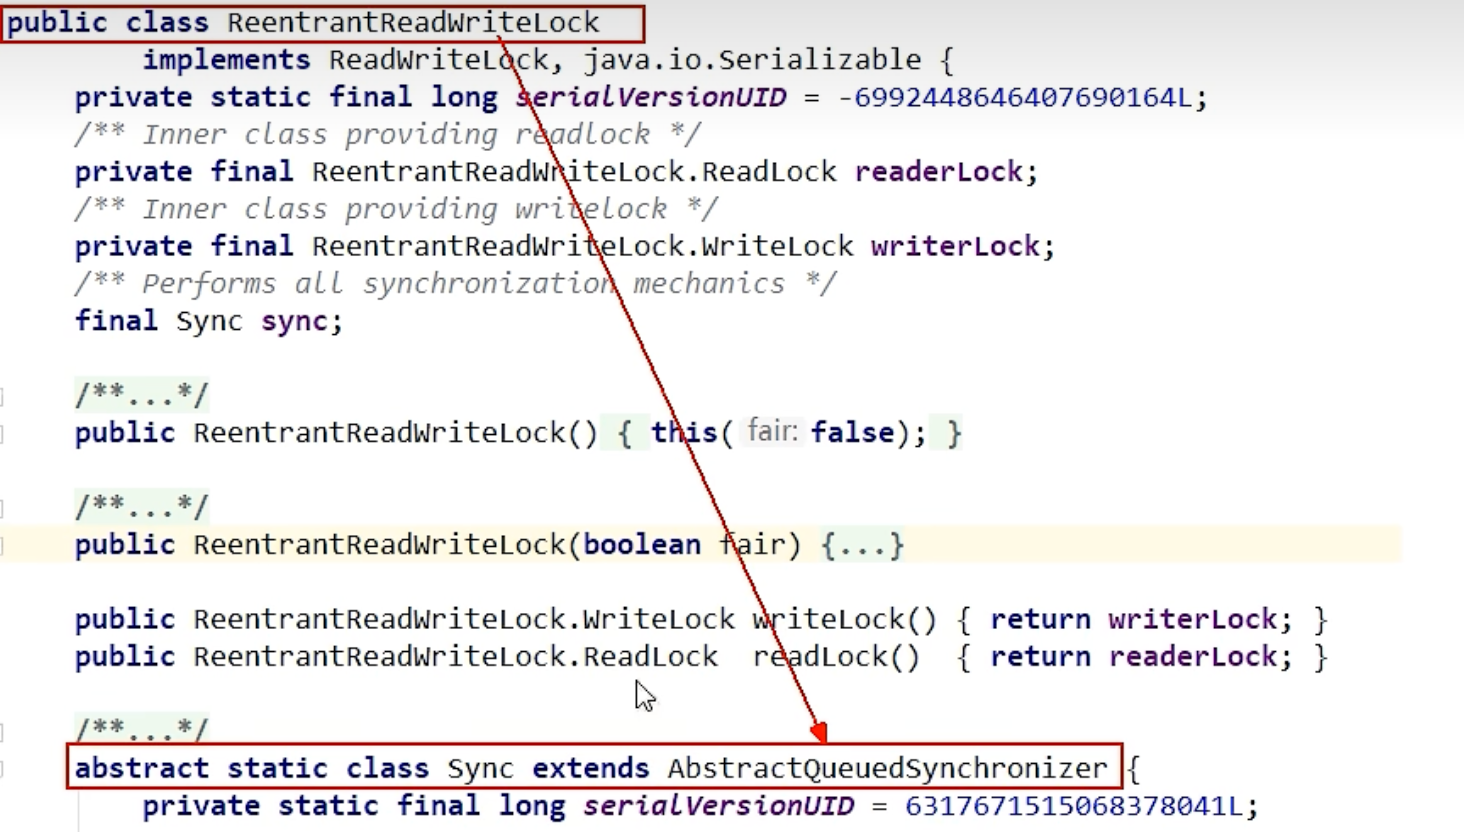 public class ReentrantReadWriteLock
implements ReadWriteLock, java.io.Serializable {
private static final long serialVersionUID = -6992448646407690164L;
/** Inner class providing readlock */
private final ReentrantReadWriteLock.ReadLock readerLock;
/** Inner class providing writelock */
private final ReentrantReadWriteLock.WriteLock writerLock;
/** Performs all synchronization mechanics */
final Sync sync;
/**...*/
public ReentrantReadWriteLock() { this( fair: false); }
/**...*/
public ReentrantReadWriteLock(boolean fair) {...}
public ReentrantReadWriteLock.WriteLock writeLock() { return writerLock; }
public ReentrantReadWriteLock.ReadLock  readLock()  { return readerLock; }
/**...*/
abstract static class Sync extends AbstractQueuedSynchronizer {
private static final long serialVersionUID = 6317671515068378041L;